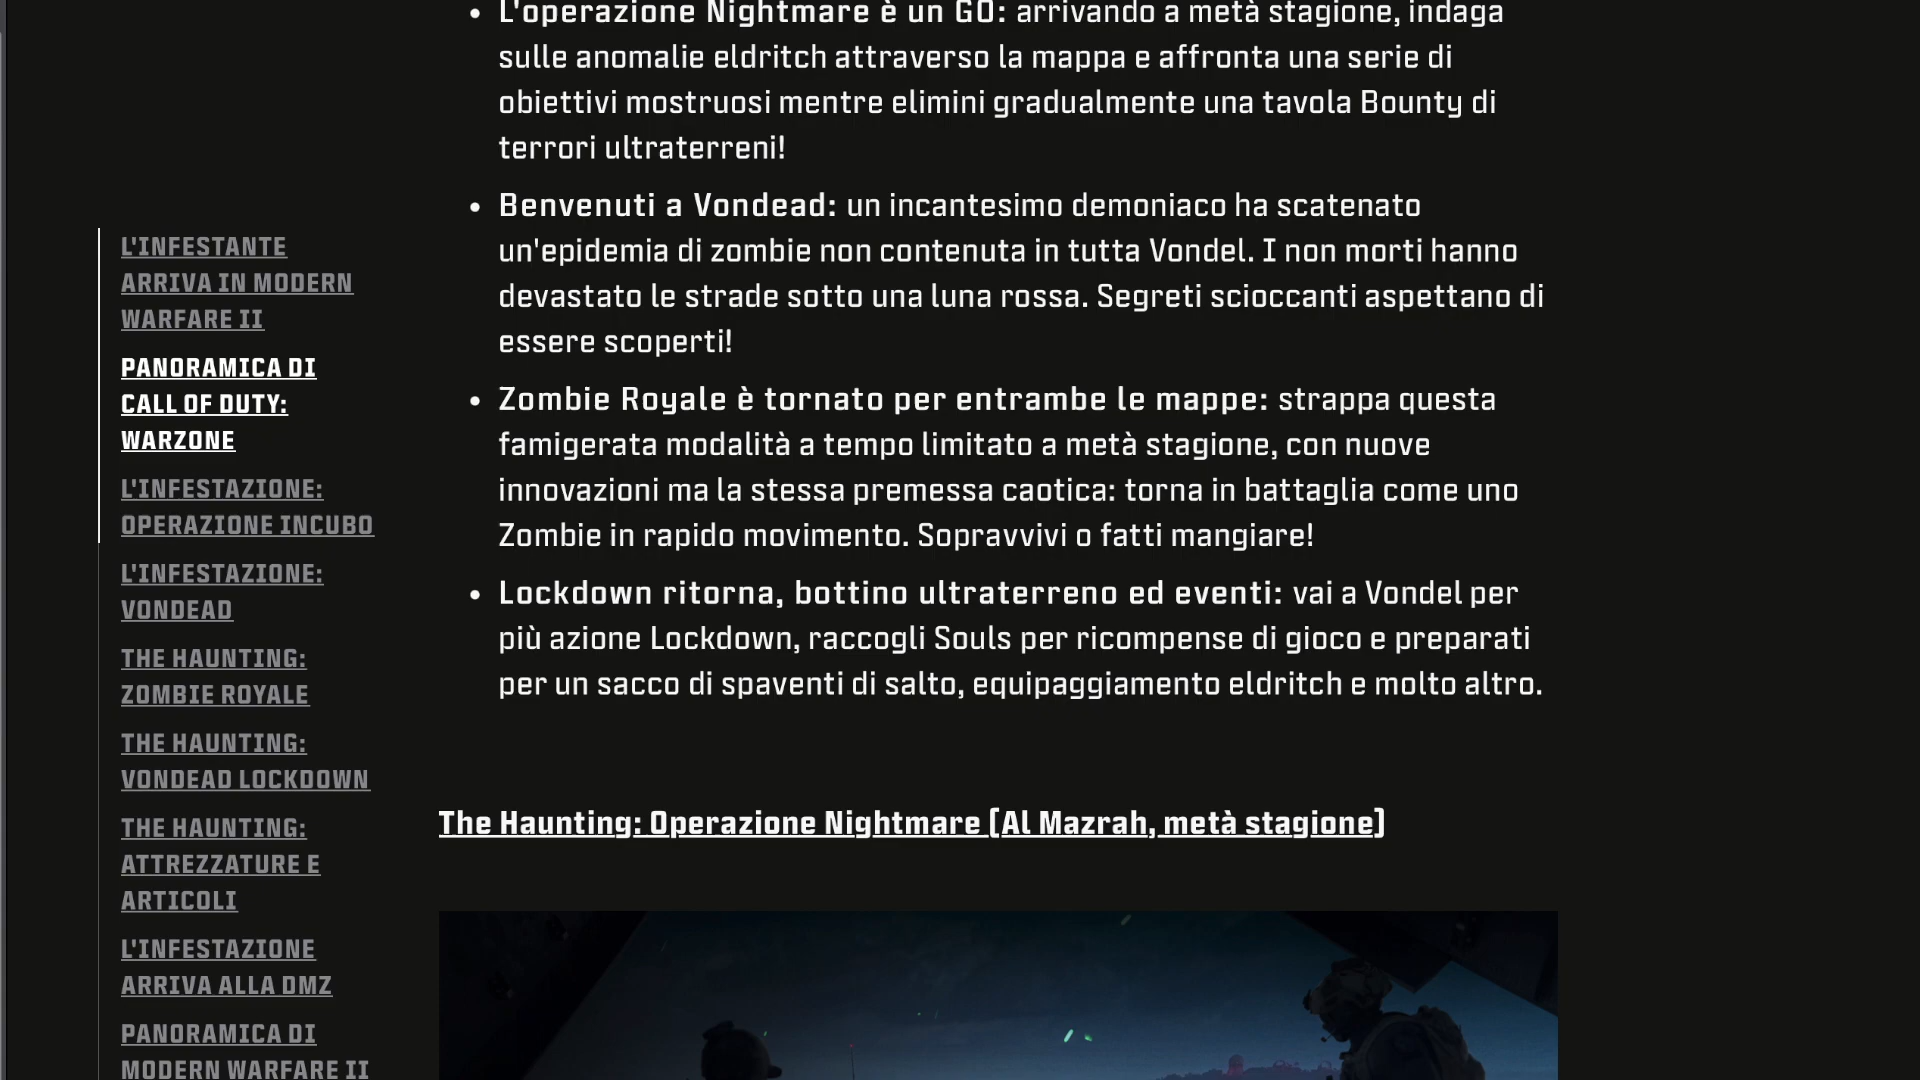 L'INFESTANTE
ARRIVA IN MODERN
WARFARE II
PANORAMICA DI
CALL OF DUTY:
WARZONE
L'INFESTAZIONE:
OPERAZIONE INCUBO
L'INFESTAZIONE:
VONDEAD
THE HAUNTING:
ZOMBIE ROYALE
THE HAUNTING:
VONDEAD LOCKDOWN
THE HAUNTING:
ATTREZZATURE E
ARTICOLI
L'INFESTAZIONE
ARRIVA ALLA DMZ
PANORAMICA DI
MODERN WARFARE II
• L'operazione Nightmare è un GO: arrivando a metà stagione, indaga
sulle anomalie eldritch attraverso la mappa e affronta una serie di
obiettivi mostruosi mentre elimini gradualmente una tavola Bounty di
terrori ultraterreni!
• Benvenuti a Vondead: un incantesimo demoniaco ha scatenato
un'epidemia di zombie non contenuta in tutta Vondel. I non morti hanno
devastato le strade sotto una luna rossa. Segreti scioccanti aspettano di
essere scoperti!
• Zombie Royale è tornato per entrambe le mappe: strappa questa
famigerata modalità a tempo limitato a metà stagione, con nuove
innovazioni ma la stessa premessa caotica: torna in battaglia come uno
Zombie in rapido movimento. Sopravvivi o fatti mangiare!
• Lockdown ritorna, bottino ultraterreno ed eventi: vai a Vondel per
più azione Lockdown, raccogli Souls per ricompense di gioco e preparati
per un sacco di spaventi di salto, equipaggiamento eldritch e molto altro.
The Haunting: Operazione Nightmare (Al Mazrah, metà stagione)